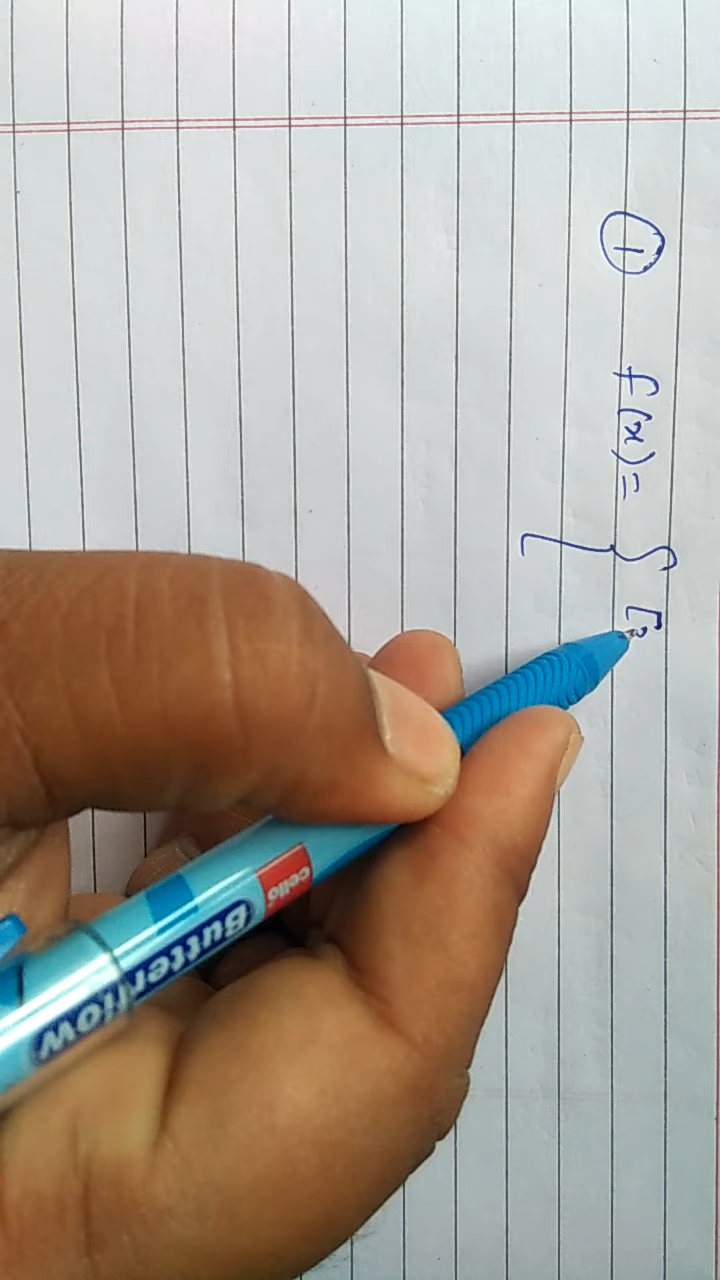 ① f(x) = { [x
cello
Butterflow